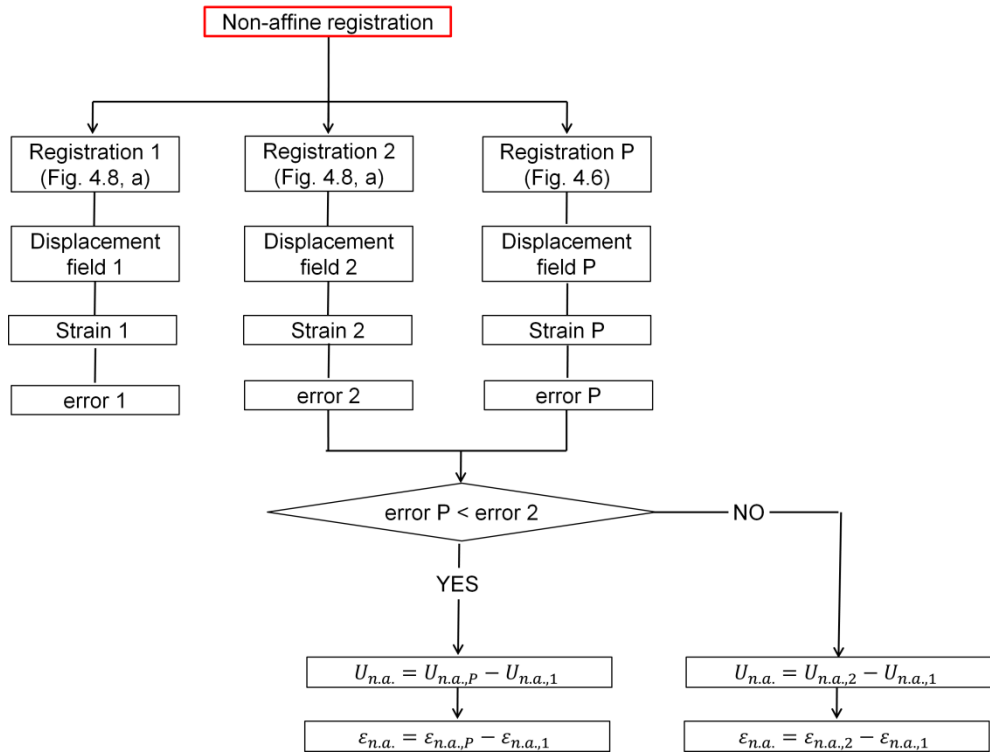 Non-affine registration
Registration 1
(Fig. 4.8, a)
Registration 2
(Fig. 4.8, a)
Registration P
(Fig. 4.6)
Displacement
field 1
Displacement
field 2
Displacement
field P
Strain 1
Strain 2
Strain P
error 1
error 2
error P
error P < error 2
NO
YES
U_{n.a.} = U_{n.a.,P} − U_{n.a.,1}
U_{n.a.} = U_{n.a.,2} − U_{n.a.,1}
ε_{n.a.} = ε_{n.a.,P} − ε_{n.a.,1}
ε_{n.a.} = ε_{n.a.,2} − ε_{n.a.,1}